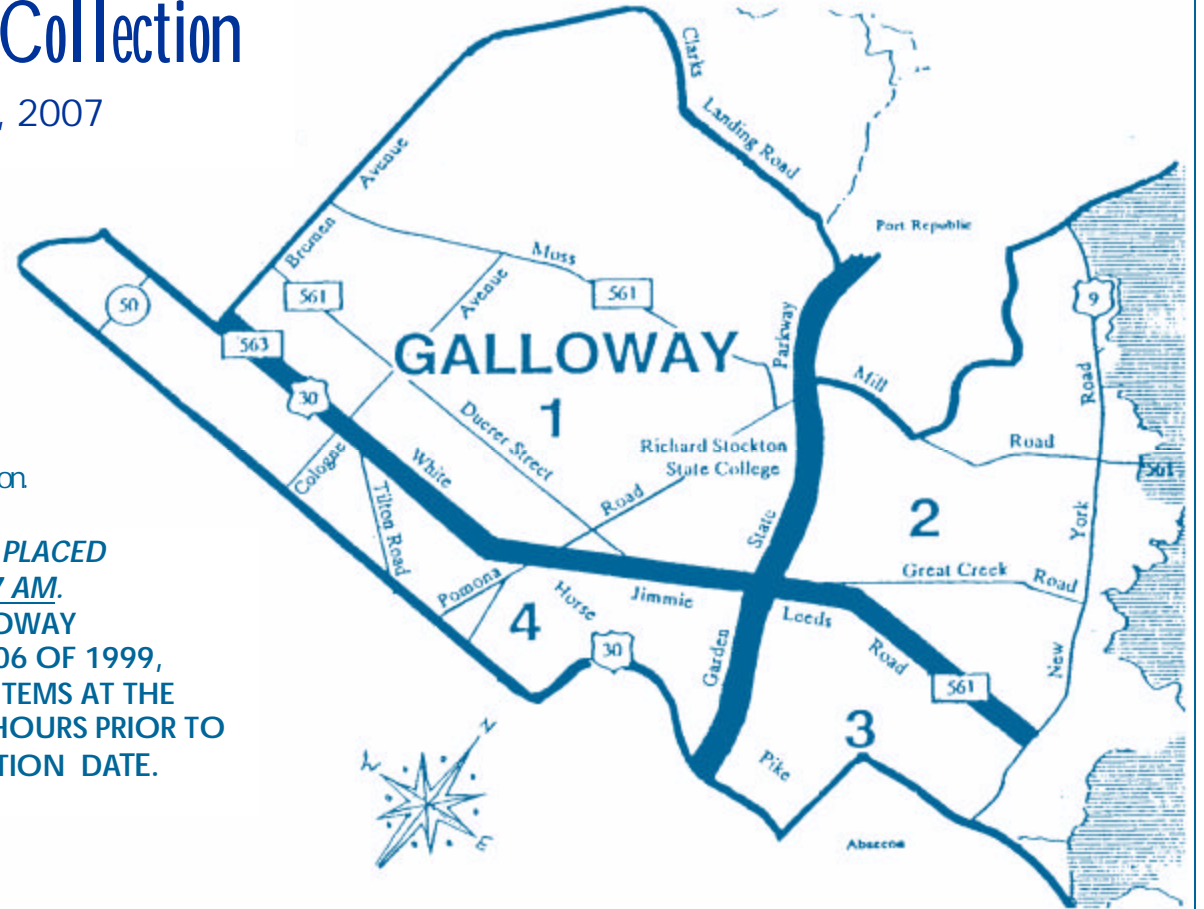 Collection
, 2007
on.
PLACED
7 AM.
OWAY
06 OF 1999,
TEMS AT THE
HOURS PRIOR TO
TION DATE.
Clarks
Landing Road
Port Republic
Avenue
Bremen
Moss
561
Avenue
561
50
563
30
9
Parkway
GALLOWAY
1
Mill
Road
Road
561
Ducrer Street
Richard Stockton
State College
White
Cologne
Tilton Road
Road
State
2
York
Great Creek
Road
Pomona
Horse
Jimmie
Leeds
Road
4
30
Garden
561
New
3
Pike
Absecon
N
W
E